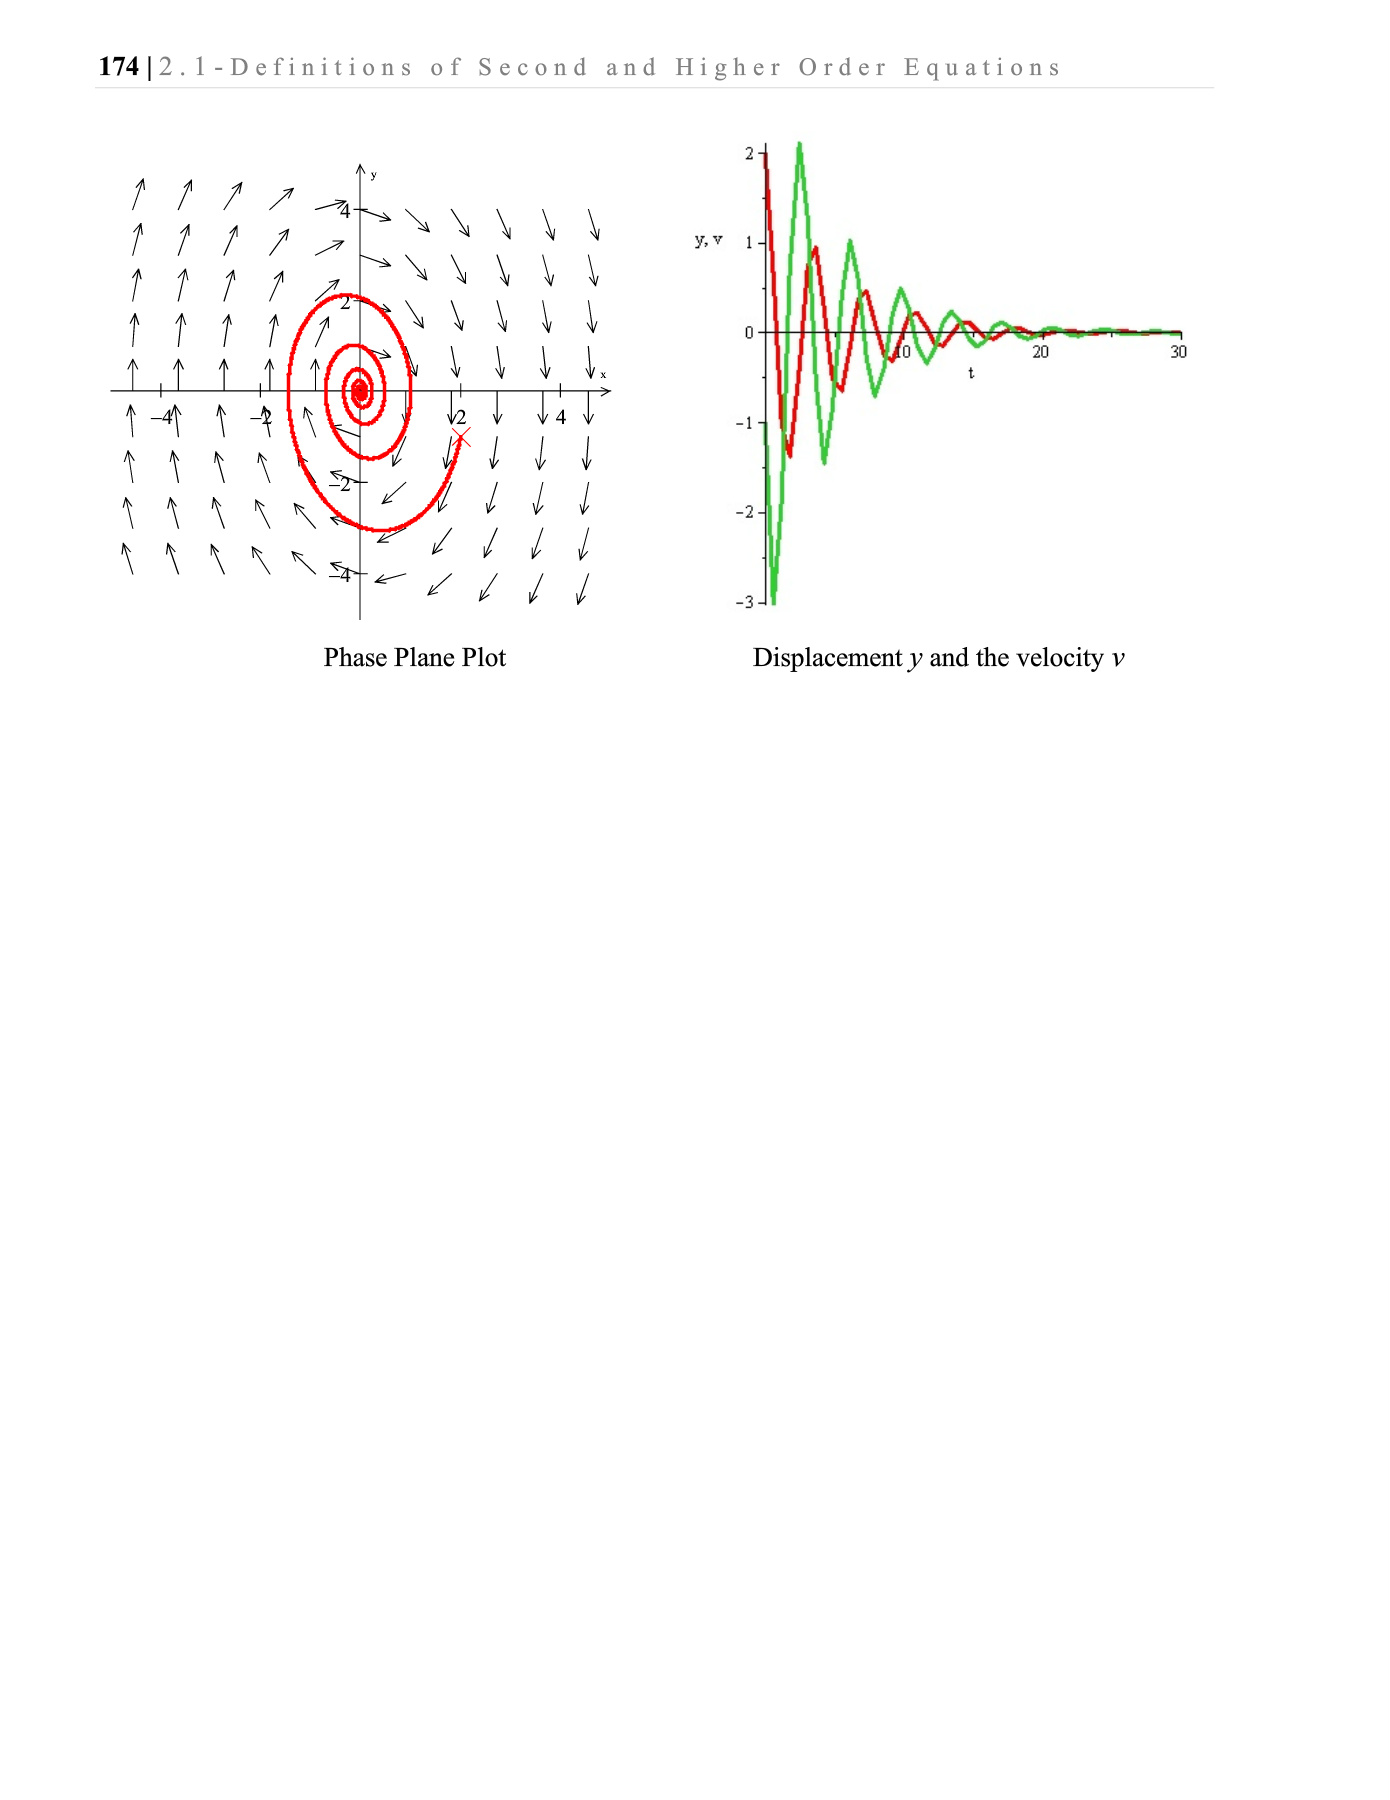 174 | 2.1-Definitions of Second and Higher Order Equations
y
4
2
x
−4
−2
2
4
−2
−4
2
y, v
1
0
10
20
30
t
−1
−2
−3
Phase Plane Plot
Displacement y and the velocity v